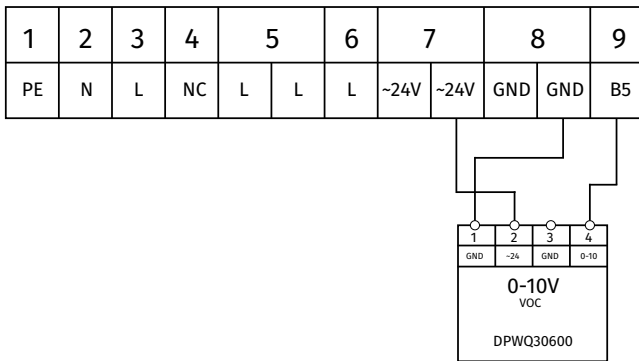 1 2 3 4 5 6 7 8 9
PE N L NC L L L ~24V ~24V GND GND B5
1 2 3 4
GND ~24 GND 0-10
0-10V
VOC
DPWQ30600